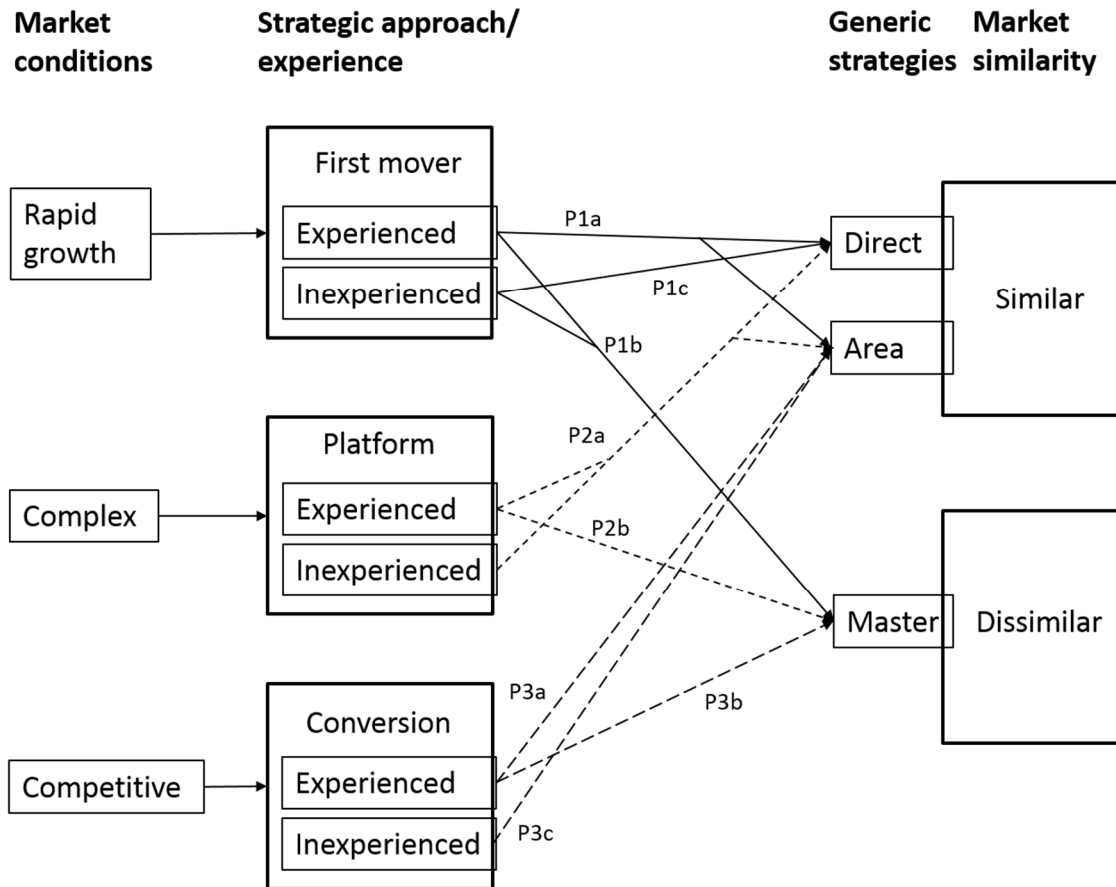 Market
conditions
Strategic approach/
experience
Generic
strategies
Market
similarity
Rapid
growth
First mover
Experienced
Inexperienced
P1a
P1c
P1b
Direct
Area
Similar
Complex
Platform
Experienced
Inexperienced
P2a
P2b
Master
Dissimilar
Competitive
Conversion
Experienced
Inexperienced
P3a
P3b
P3c